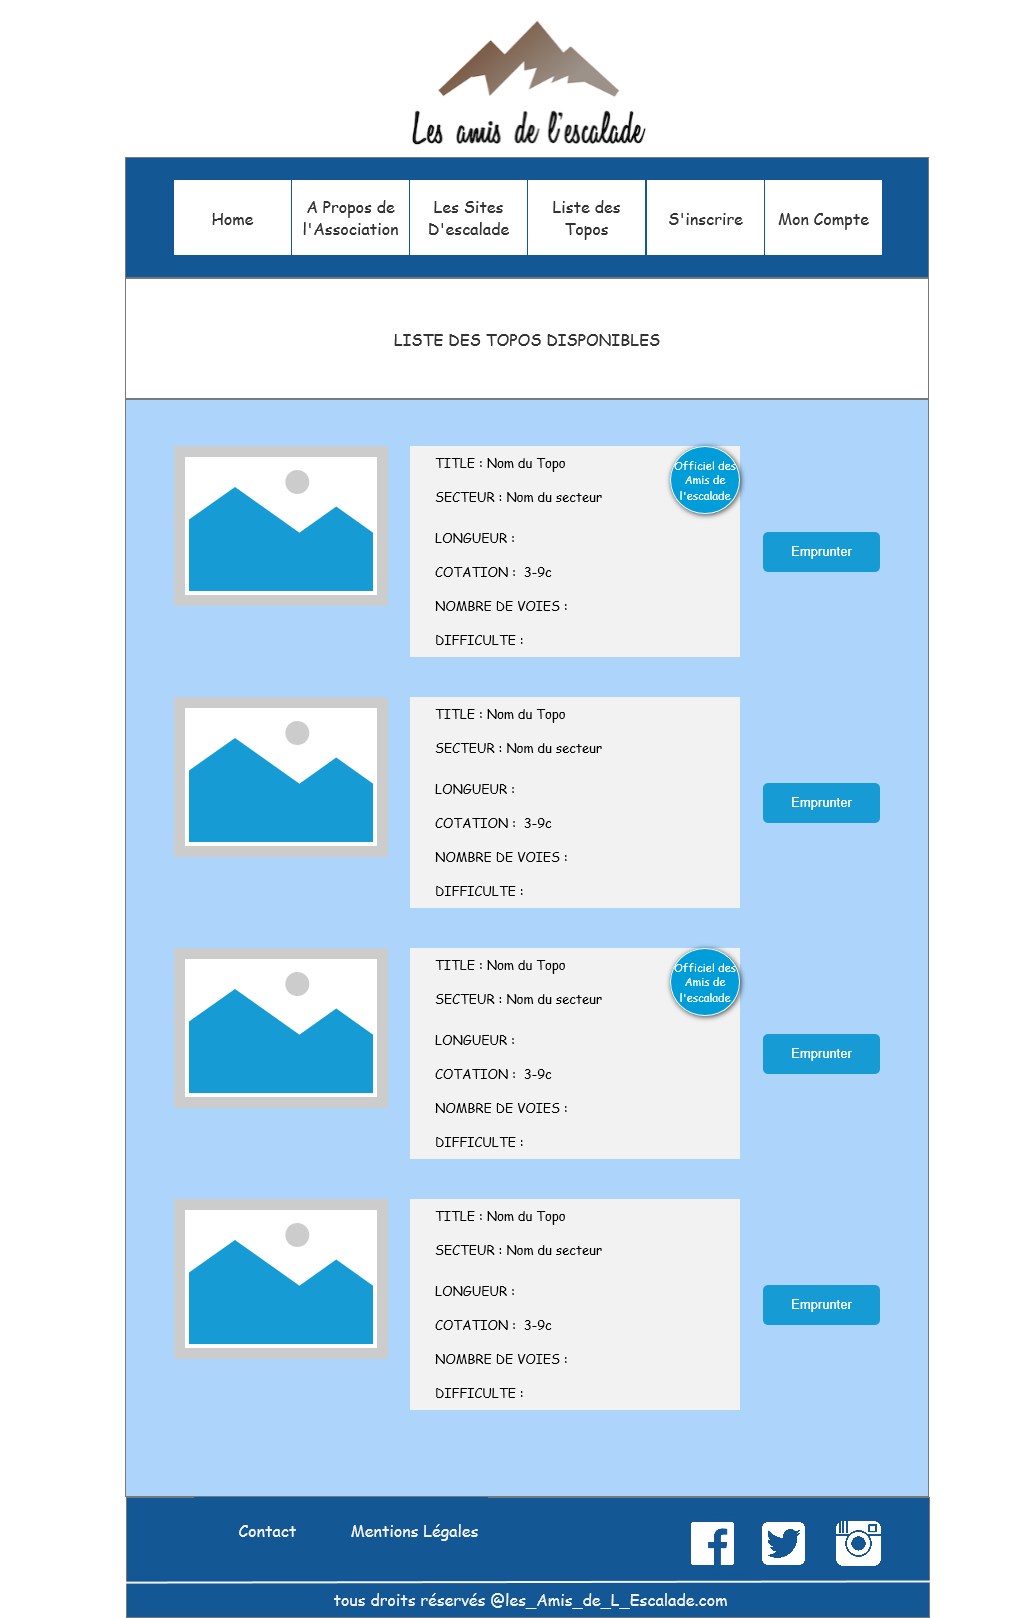 Les amis de l'escalade
Home
A Propos de
l'Association
Les Sites
D'escalade
Liste des
Topos
S'inscrire
Mon Compte
LISTE DES TOPOS DISPONIBLES
TITLE : Nom du Topo
Officiel des
Amis de
l'escalade
SECTEUR : Nom du secteur
LONGUEUR :
COTATION :  3-9c
NOMBRE DE VOIES :
DIFFICULTE :
Emprunter
TITLE : Nom du Topo
SECTEUR : Nom du secteur
LONGUEUR :
COTATION :  3-9c
NOMBRE DE VOIES :
DIFFICULTE :
Emprunter
TITLE : Nom du Topo
Officiel des
Amis de
l'escalade
SECTEUR : Nom du secteur
LONGUEUR :
COTATION :  3-9c
NOMBRE DE VOIES :
DIFFICULTE :
Emprunter
TITLE : Nom du Topo
SECTEUR : Nom du secteur
LONGUEUR :
COTATION :  3-9c
NOMBRE DE VOIES :
DIFFICULTE :
Emprunter
Contact
Mentions Légales
tous droits réservés @les_Amis_de_L_Escalade.com